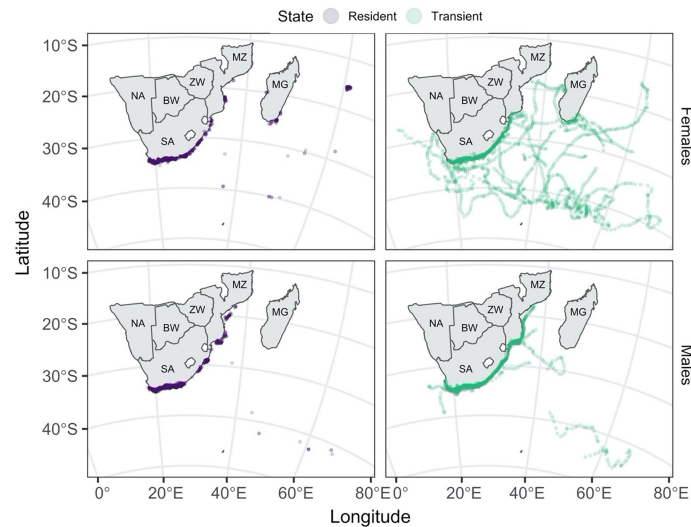 State Resident Transient
10°S
20°S
30°S
40°S
NA
ZW
MZ
BW
MG
SA
NA
ZW
MZ
BW
MG
SA
Females
10°S
20°S
30°S
40°S
NA
ZW
MZ
BW
MG
SA
NA
ZW
MZ
BW
MG
SA
Males
Latitude
0° 20°E 40°E 60°E 80°E 0° 20°E 40°E 60°E 80°E
Longitude